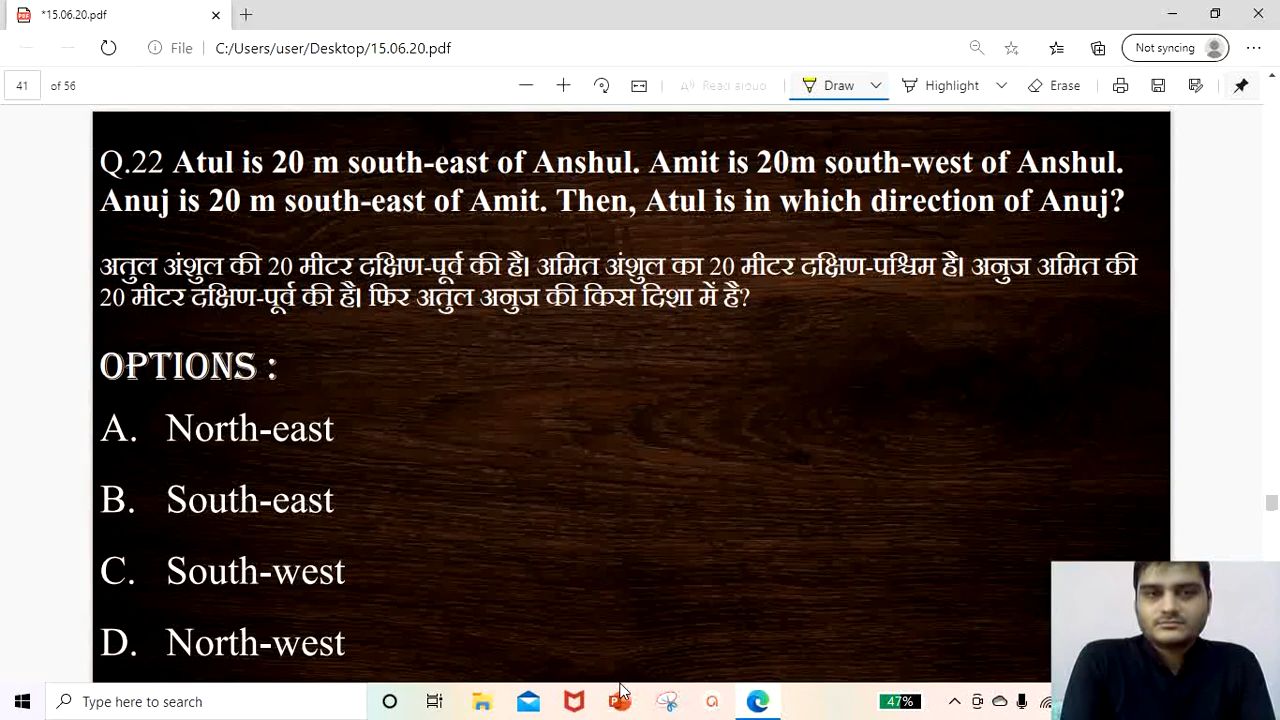 *15.06.20.pdf
File C:/Users/user/Desktop/15.06.20.pdf
Not syncing
41 of 56
Read aloud
Draw
Highlight
Erase
Q.22 Atul is 20 m south-east of Anshul. Amit is 20m south-west of Anshul.
Anuj is 20 m south-east of Amit. Then, Atul is in which direction of Anuj?
अतुल अंशुल की 20 मीटर दक्षिण-पूर्व की है। अमित अंशुल का 20 मीटर दक्षिण-पश्चिम है। अनुज अमित की
20 मीटर दक्षिण-पूर्व की है। फिर अतुल अनुज की किस दिशा में है?
OPTIONS :
A. North-east
B. South-east
C. South-west
D. North-west
Type here to search
47%